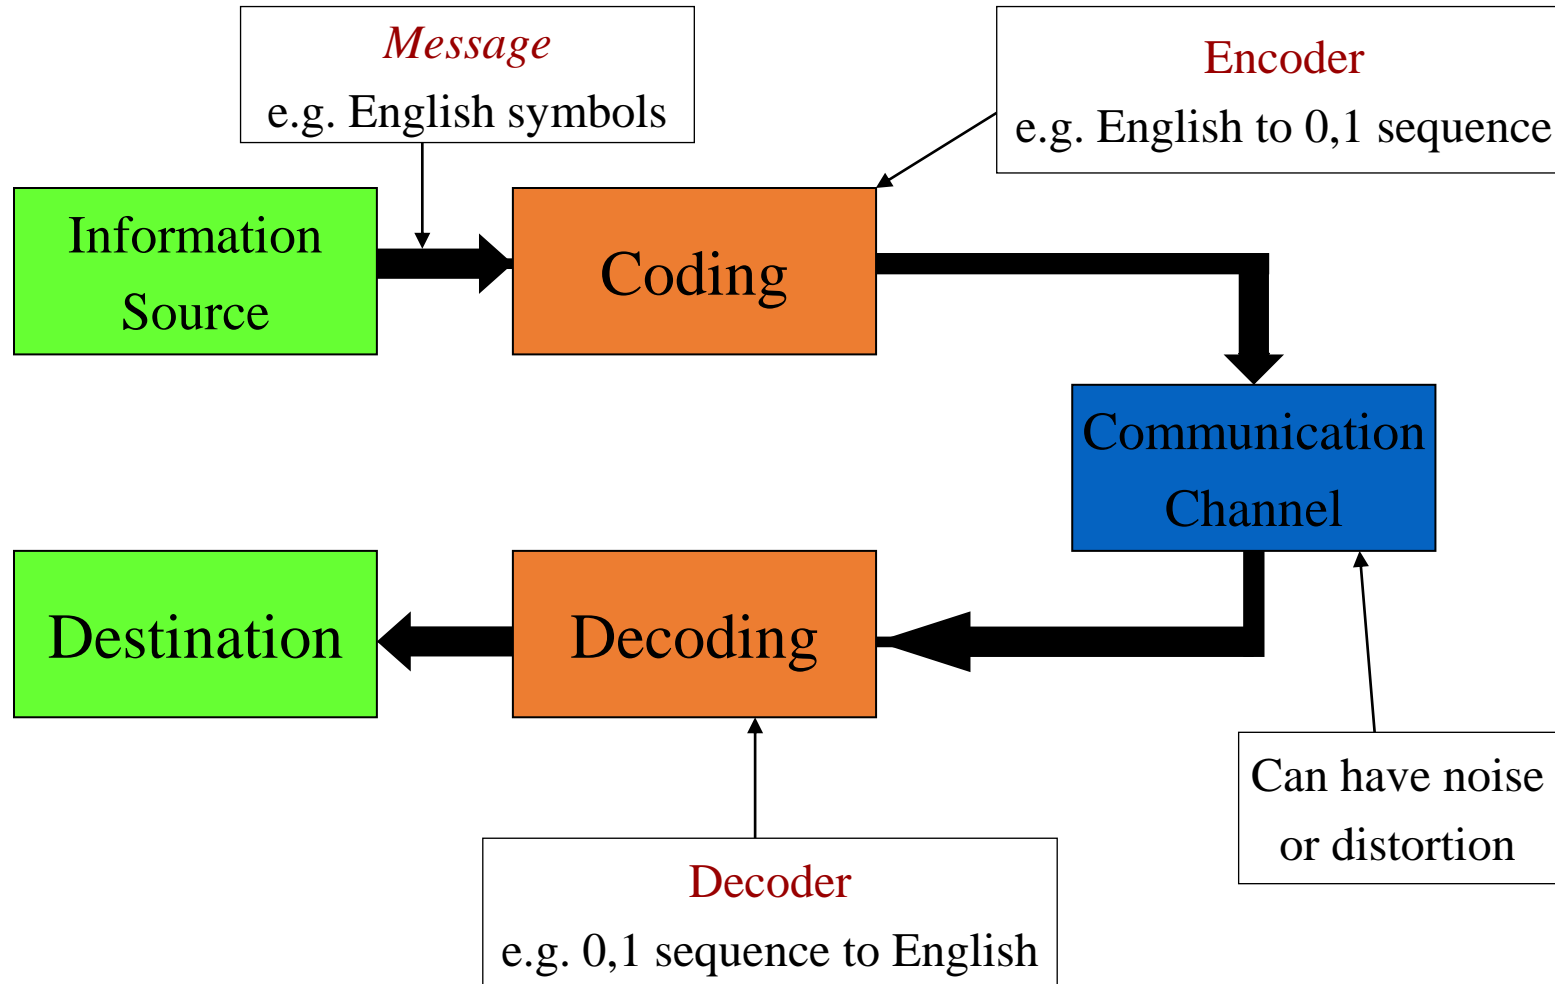 Message
e.g. English symbols
Encoder
e.g. English to 0,1 sequence
Information
Source
Coding
Communication
Channel
Destination
Decoding
Can have noise
or distortion
Decoder
e.g. 0,1 sequence to English